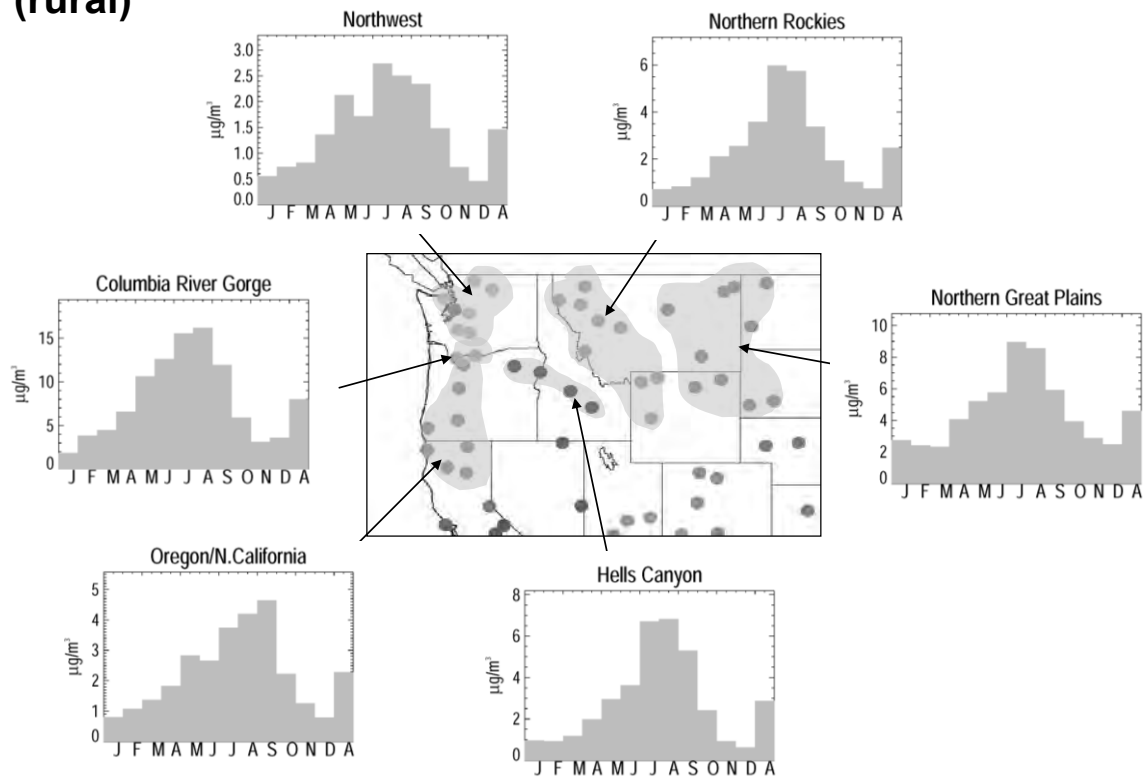 (rural)
Northwest
3.0
2.5
2.0
1.5
1.0
0.5
0.0
μg/m³
J F M A M J J A S O N D A
Northern Rockies
6
4
2
0
μg/m³
J F M A M J J A S O N D A
Columbia River Gorge
15
10
5
0
μg/m³
J F M A M J J A S O N D A
Northern Great Plains
10
8
6
4
2
0
μg/m³
J F M A M J J A S O N D A
Oregon/N.California
5
4
3
2
1
0
μg/m³
J F M A M J J A S O N D A
Hells Canyon
8
6
4
2
0
μg/m³
J F M A M J J A S O N D A